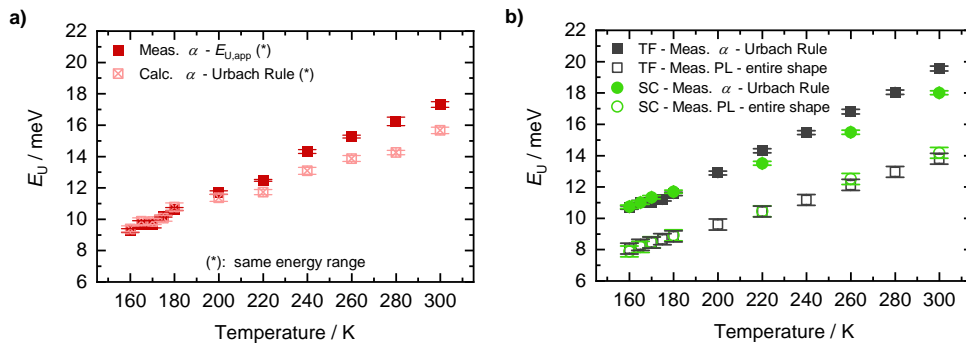 a)
22
20
18
16
14
12
10
8
6
E_U / meV
Meas. α - E_U,app (*)
Calc. α - Urbach Rule (*)
(*): same energy range
160 180 200 220 240 260 280 300
Temperature / K
b)
22
20
18
16
14
12
10
8
6
E_U / meV
TF - Meas. α - Urbach Rule
TF - Meas. PL - entire shape
SC - Meas. α - Urbach Rule
SC - Meas. PL - entire shape
160 180 200 220 240 260 280 300
Temperature / K